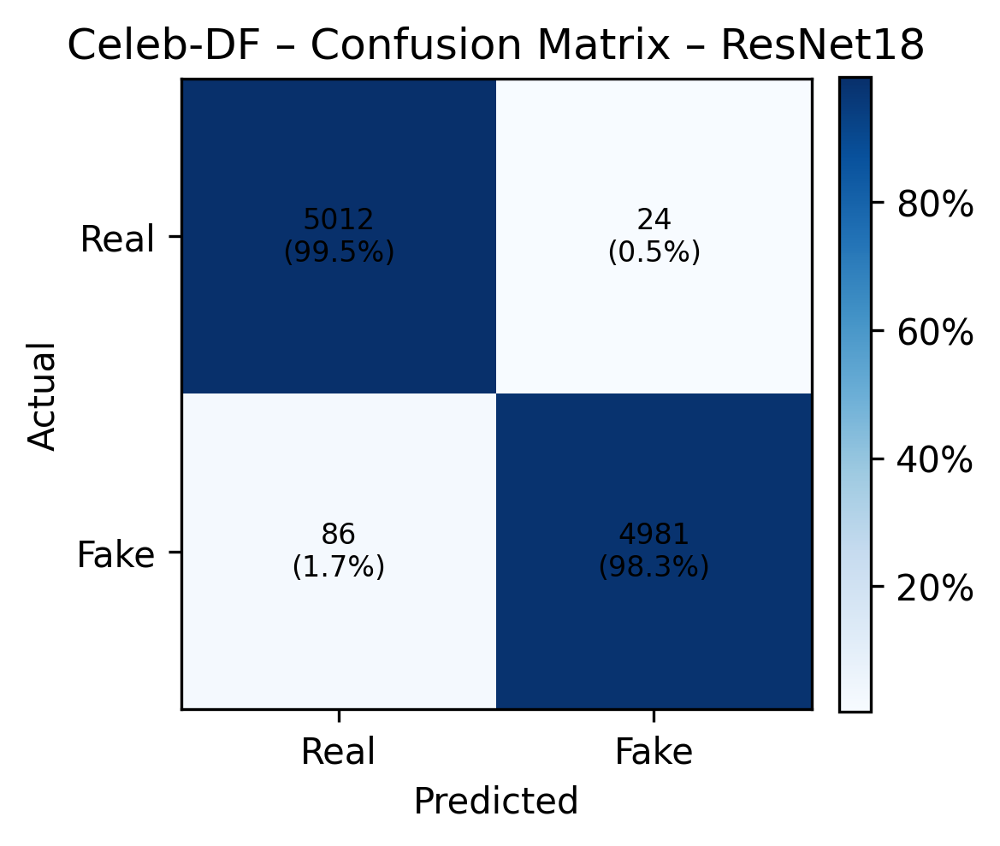 Celeb-DF – Confusion Matrix – ResNet18
Actual
Real
Fake
5012
(99.5%)
24
(0.5%)
86
(1.7%)
4981
(98.3%)
Real
Fake
Predicted
80%
60%
40%
20%